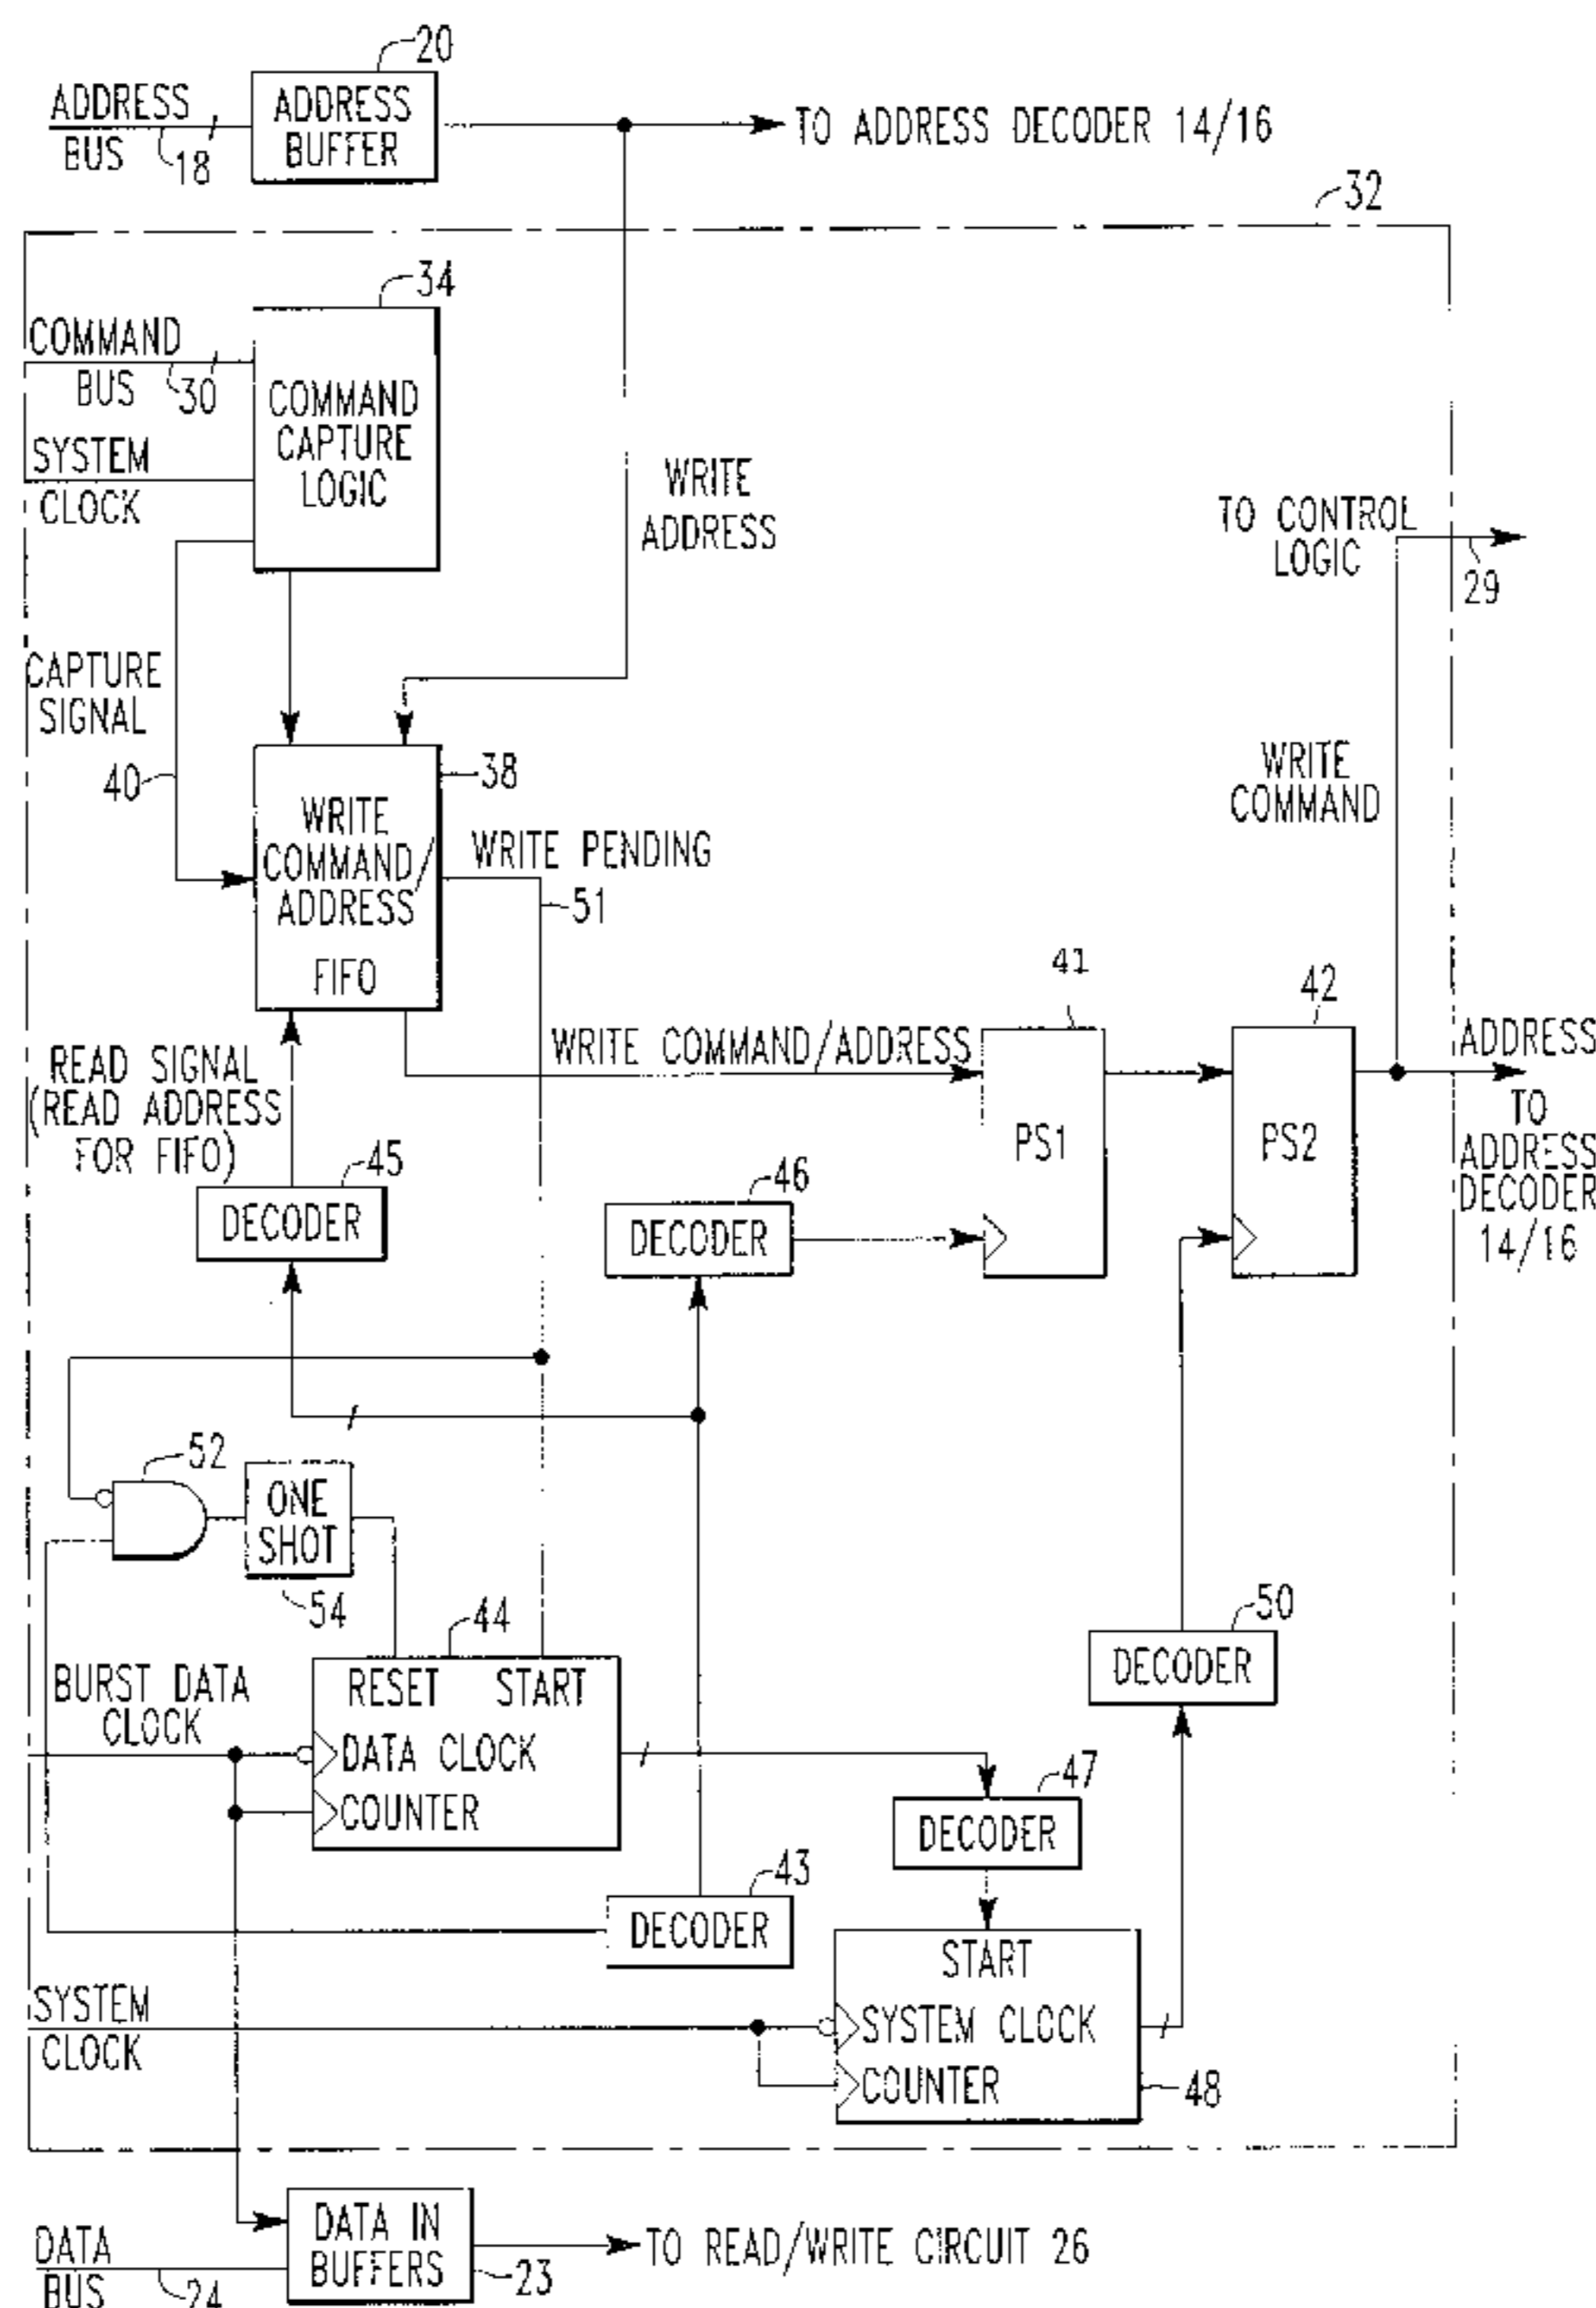 20
ADDRESS
BUS
18
ADDRESS
BUFFER
TO ADDRESS DECODER 14/16
32
34
COMMAND
BUS
30
SYSTEM
CLOCK
COMMAND
CAPTURE
LOGIC
WRITE
ADDRESS
TO CONTROL
LOGIC
29
CAPTURE
SIGNAL
40
38
WRITE
COMMAND/
ADDRESS
FIFO
WRITE PENDING
51
WRITE
COMMAND
41
42
WRITE COMMAND/ADDRESS
PS1
PS2
ADDRESS
TO
ADDRESS
DECODER
14/16
READ SIGNAL
(READ ADDRESS
FOR FIFO)
45
DECODER
46
DECODER
52
ONE
SHOT
54
44
RESET START
BURST DATA
CLOCK
DATA CLOCK
COUNTER
50
DECODER
47
DECODER
43
DECODER
START
SYSTEM
CLOCK
SYSTEM CLOCK
COUNTER
48
DATA
BUS
24
DATA IN
BUFFERS
23
TO READ/WRITE CIRCUIT 26